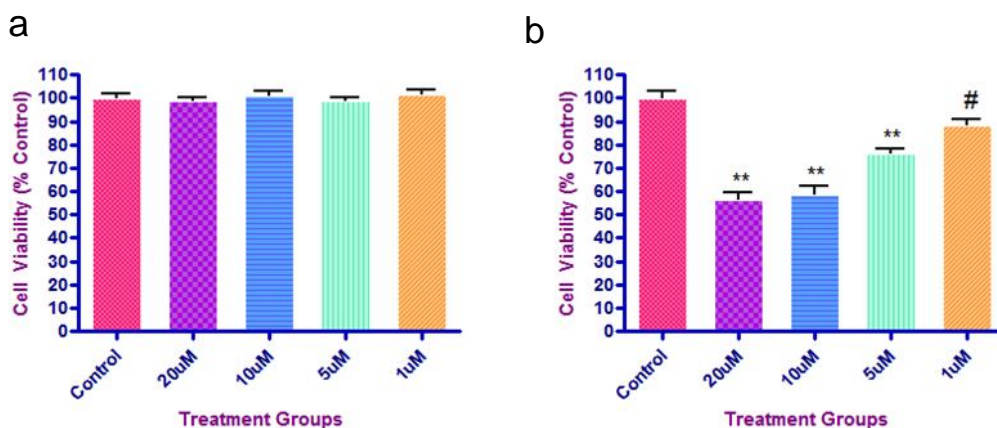 a
110
100
90
80
70
60
50
40
30
20
10
0
Cell Viability (% Control)
Control
20uM
10uM
5uM
1uM
Treatment Groups
b
110
100
90
80
70
60
50
40
30
20
10
0
Cell Viability (% Control)
**
**
**
#
Control
20uM
10uM
5uM
1uM
Treatment Groups